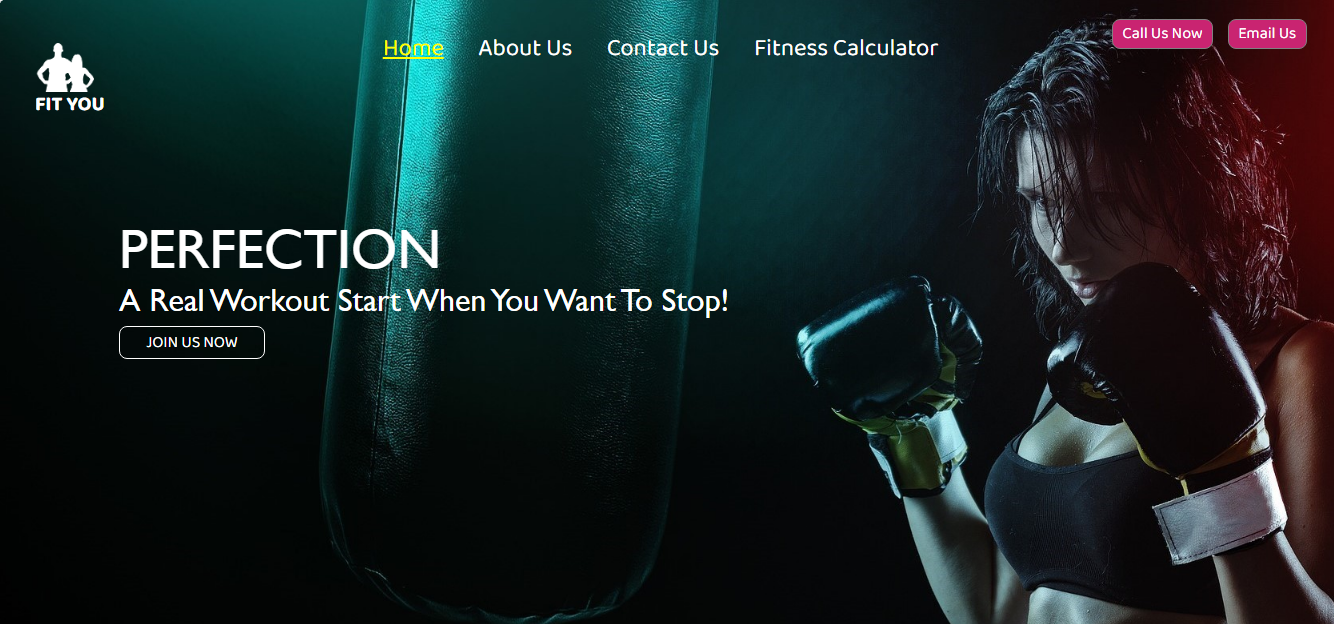 Home About Us Contact Us Fitness Calculator
Call Us Now Email Us
FIT YOU
PERFECTION
A Real Workout Start When You Want To Stop!
JOIN US NOW